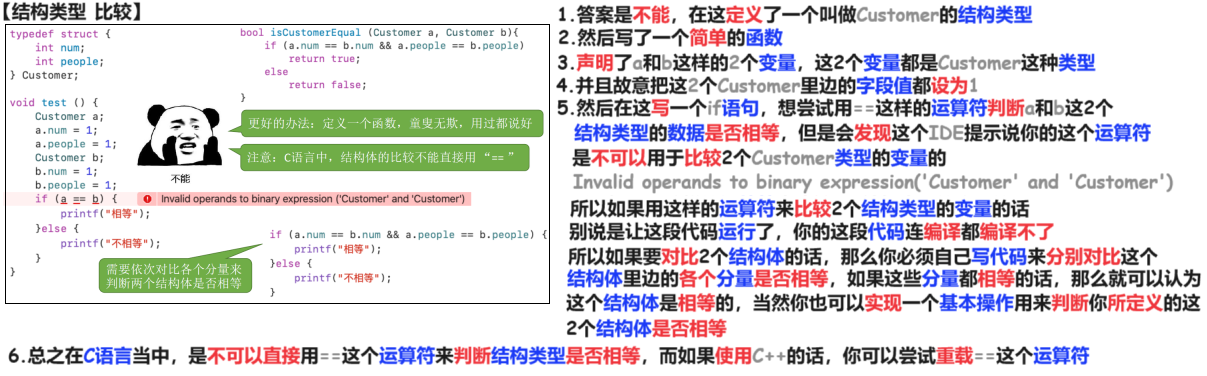 【结构类型 比较】
typedef struct {
    int num;
    int people;
} Customer;
void test () {
    Customer a;
    a.num = 1;
    a.people = 1;
    Customer b;
    b.num = 1;
    b.people = 1;
    if (a == b) {
Invalid operands to binary expression ('Customer' and 'Customer')
        printf("相等");
    }else {
        printf("不相等");
    }
}
bool isCustomerEqual (Customer a, Customer b){
    if (a.num == b.num && a.people == b.people)
        return true;
    else
        return false;
}
更好的办法：定义一个函数，童叟无欺，用过都说好
注意：C语言中，结构体的比较不能直接用“==”
不能
if (a.num == b.num && a.people == b.people) {
    printf("相等");
}else {
    printf("不相等");
}
需要依次对比各个分量来
判断两个结构体是否相等
1.答案是不能，在这定义了一个叫做Customer的结构类型
2.然后写了一个简单的函数
3.声明了a和b这样的2个变量，这2个变量都是Customer这种类型
4.并且故意把这2个Customer里边的字段值都设为1
5.然后在这写一个if语句，想尝试用==这样的运算符判断a和b这2个
结构类型的数据是否相等，但是会发现这个IDE提示说你的这个运算符
是不可以用于比较2个Customer类型的变量的
Invalid operands to binary expression('Customer' and 'Customer')
所以如果用这样的运算符来比较2个结构类型的变量的话
别说是让这段代码运行了，你的这段代码连编译都编译不了
所以如果要对比2个结构体的话，那么你必须自己写代码来分别对比这个
结构体里边的各个分量是否相等，如果这些分量都相等的话，那么就可以认为
这个结构体是相等的，当然你也可以实现一个基本操作用来判断你所定义的这
2个结构体是否相等
6.总之在C语言当中，是不可以直接用==这个运算符来判断结构类型是否相等，而如果使用C++的话，你可以尝试重载==这个运算符